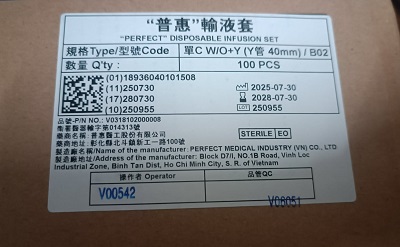 “普惠”輸液套
“PERFECT” DISPOSABLE INFUSION SET
規格Type/型號Code 單C W/O+Y (Y管 40mm) / B02
數量 Q'ty : 100 PCS
(01)18936040101508
(11)250730
(17)280730
(10)250955
2025-07-30
2028-07-30
LOT 250955
品號-P/N NO.: V0318102000008
衛署醫器輸字第014313號
藥商名稱：普惠醫工股份有限公司
地址：彰化縣北斗鎮新工一路100號
STERILE EO
製造廠名稱/Name of the manufacturer: PERFECT MEDICAL INDUSTRY (VN) CO., LTD
製造廠地址/Address of the manufacturer: Block D7/I, NO.1B Road, Vinh Loc
Industrial Zone, Binh Tan Dist, Ho Chi Minh City, S. R. of Vietnam
操作者 Operator 品管QC
V00542 V08051